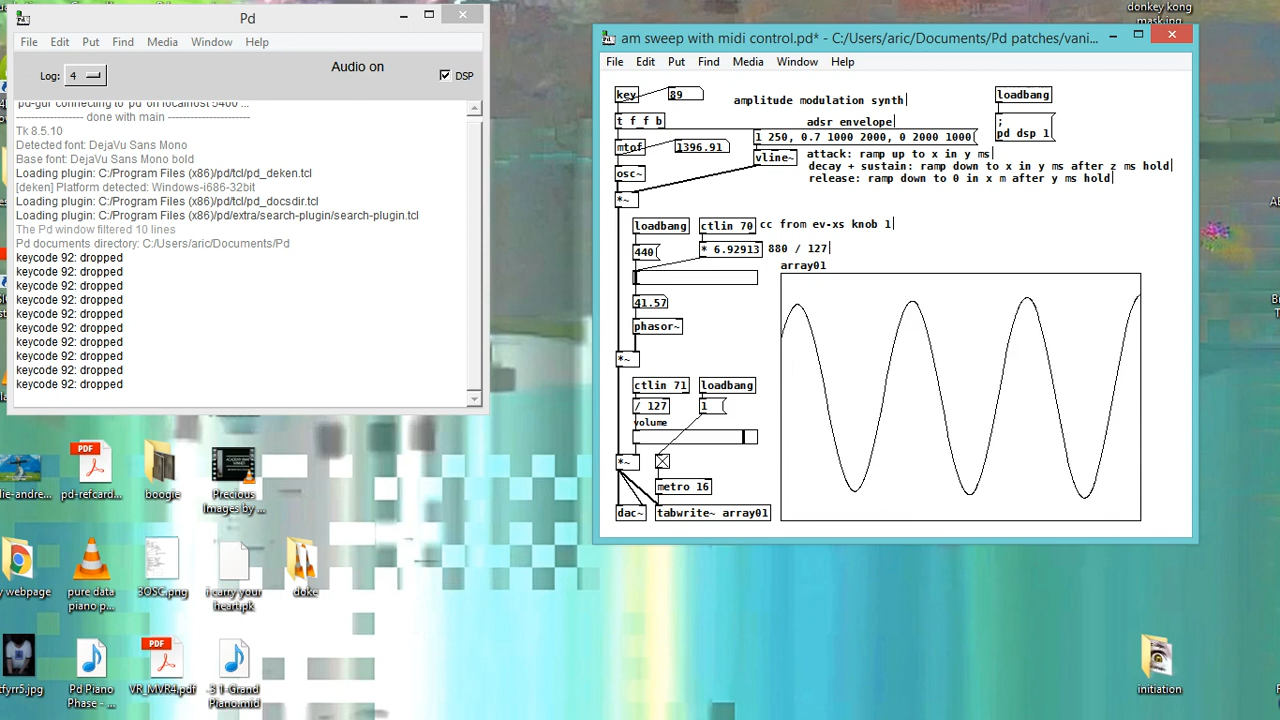 donkey kong
mask.jpg
Pd
File Edit Put Find Media Window Help
Audio on
Log: 4
DSP
pd-gui connecting to pd on localhost 5400 ...
------------------ done with main ----------------------
Tk 8.5.10
Detected font: DejaVu Sans Mono
Base font: DejaVu Sans Mono bold
Loading plugin: C:/Program Files (x86)/pd/tcl/pd_deken.tcl
[deken] Platform detected: Windows-i686-32bit
Loading plugin: C:/Program Files (x86)/pd/tcl/pd_docsdir.tcl
Loading plugin: C:/Program Files (x86)/pd/extra/search-plugin/search-plugin.tcl
The Pd window filtered 10 lines
Pd documents directory: C:/Users/aric/Documents/Pd
keycode 92: dropped
keycode 92: dropped
keycode 92: dropped
keycode 92: dropped
keycode 92: dropped
keycode 92: dropped
keycode 92: dropped
keycode 92: dropped
keycode 92: dropped
keycode 92: dropped
am sweep with midi control.pd* - C:/Users/aric/Documents/Pd patches/vani...
File Edit Put Find Media Window Help
key
89
amplitude modulation synth
loadbang
t f f b
adsr envelope
;
pd dsp 1
1 250, 0.7 1000 2000, 0 2000 1000
mtof
1396.91
vline~
attack: ramp up to x in y ms
decay + sustain: ramp down to x in y ms after z ms hold
release: ramp down to 0 in x m after y ms hold
osc~
*~
loadbang
ctlin 70
cc from ev-xs knob 1
440
* 6.92913
880 / 127
array01
41.57
phasor~
*~
ctlin 71
loadbang
/ 127
1
volume
*~
metro 16
dac~
tabwrite~ array01
PDF
pd-refcard...
boogie
Precious
Images by ...
webpage
pure data
piano p...
3OSC.png
i carry your
heart.pk
doke
PDF
tfyrr5.jpg
Pd Piano
Phase - ...
VR_MVR4.pdf
.3 1-Grand
Piano.mid
initiation